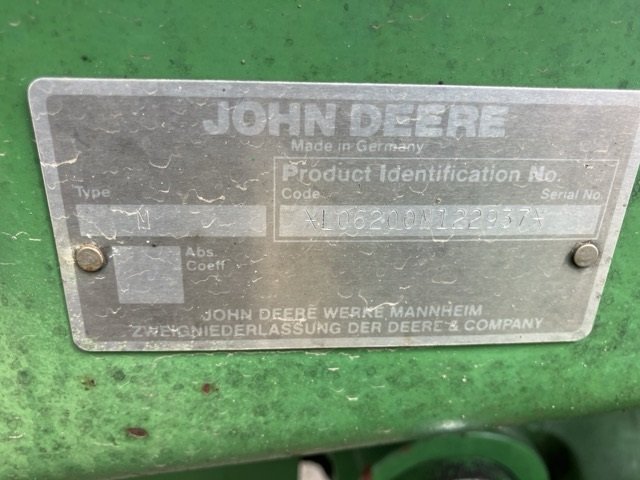 JOHN DEERE
Made in Germany
Product Identification No.
Type
Code
Serial No.
M
*L06200A122937*
Abs.
Coeff
JOHN DEERE WERKE MANNHEIM
ZWEIGNIEDERLASSUNG DER DEERE & COMPANY